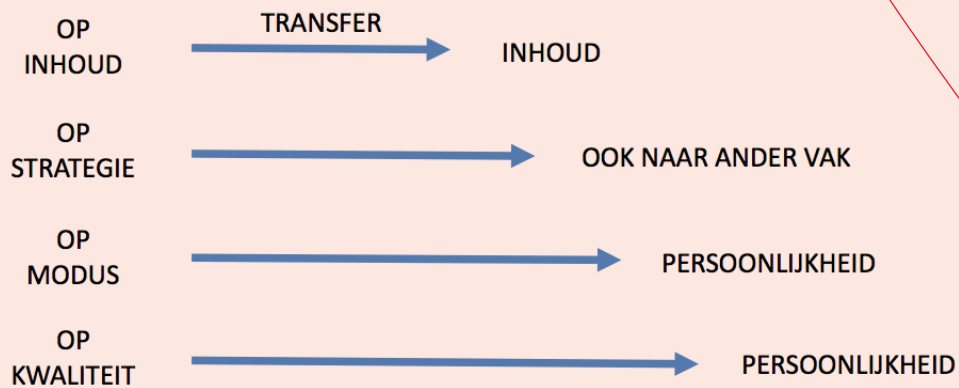 OP
INHOUD
TRANSFER
INHOUD
OP
STRATEGIE
OOK NAAR ANDER VAK
OP
MODUS
PERSOONLIJKHEID
OP
KWALITEIT
PERSOONLIJKHEID